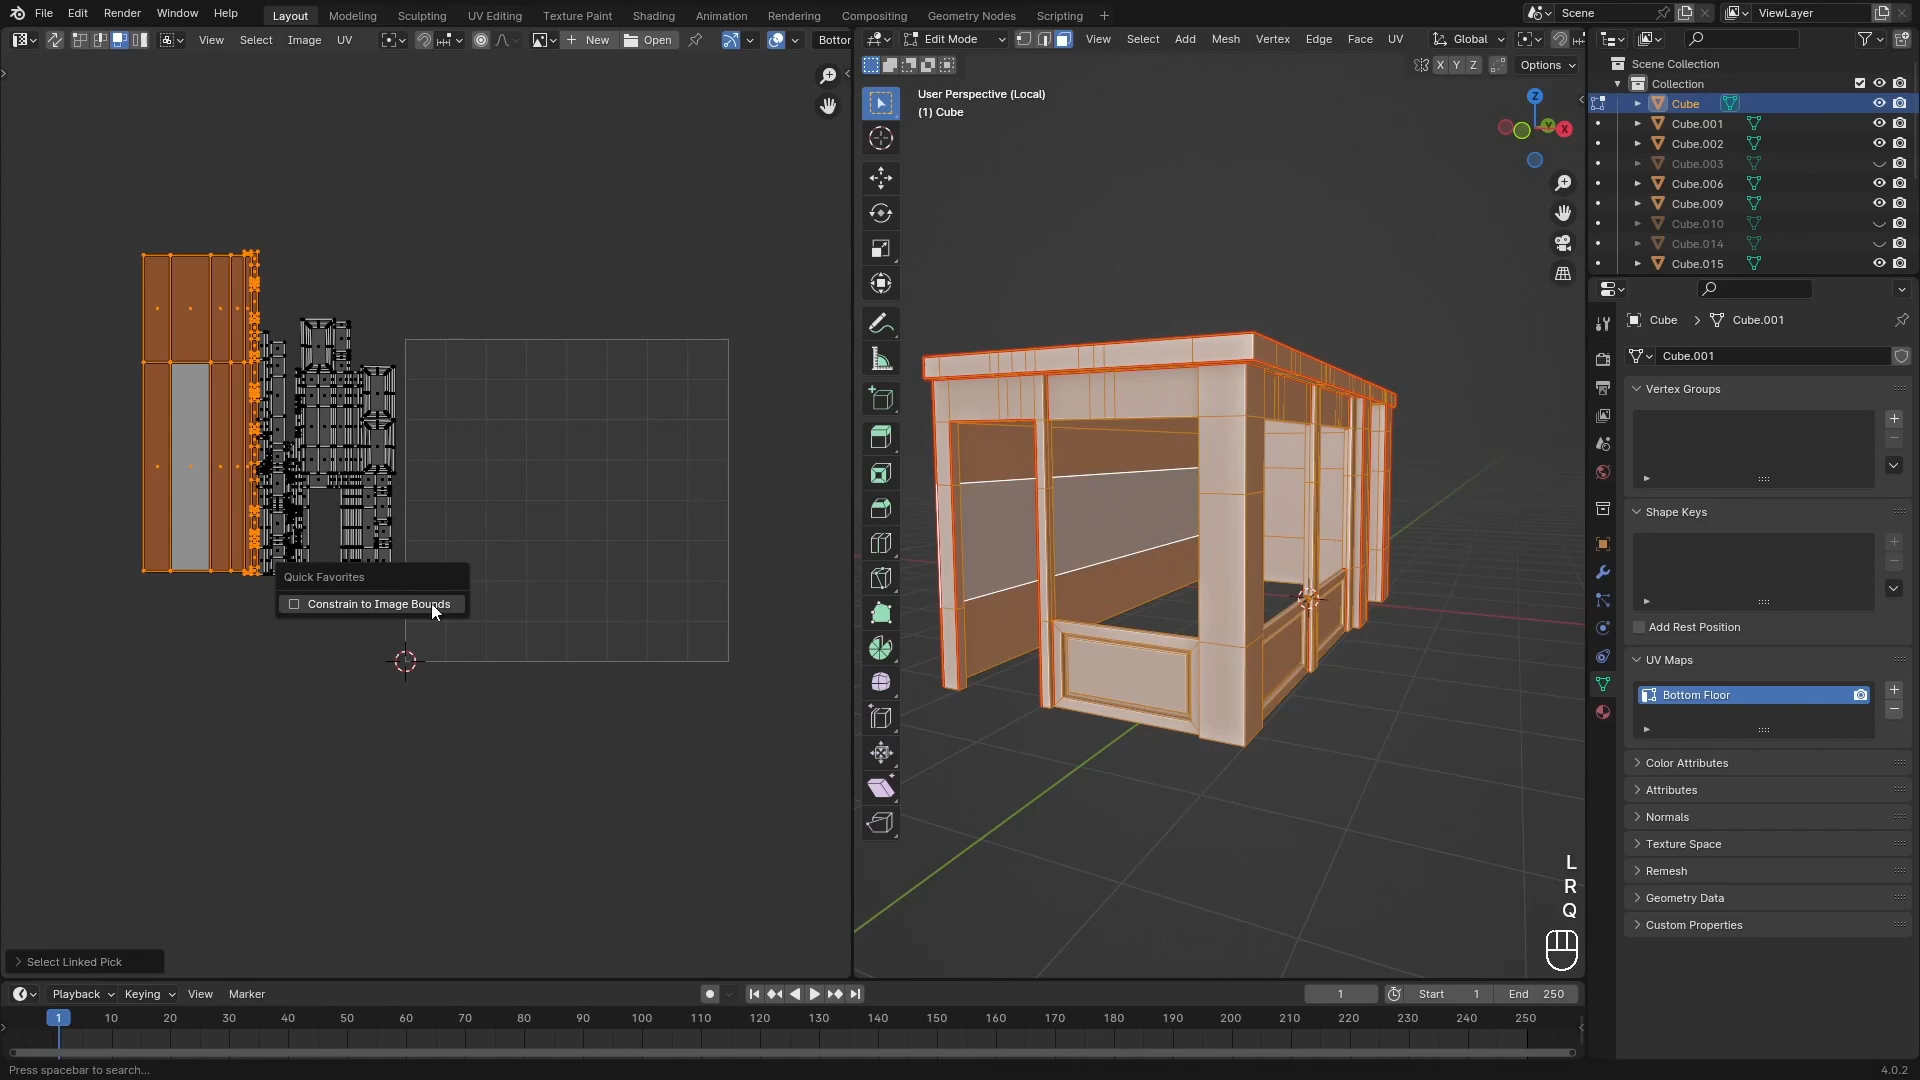 File Edit Render Window Help
Layout Modeling Sculpting UV Editing Texture Paint Shading Animation Rendering Compositing Geometry Nodes Scripting +
Scene
ViewLayer
View Select Image UV
New
Open
Bottor
Edit Mode
View Select Add Mesh Vertex Edge Face UV
Global
X Y Z
Options
User Perspective (Local)
(1) Cube
Z
Y
X
Scene Collection
Collection
Cube
Cube.001
Cube.002
Cube.003
Cube.006
Cube.009
Cube.010
Cube.014
Cube.015
Cube > Cube.001
Cube.001
Vertex Groups
Shape Keys
Add Rest Position
UV Maps
Bottom Floor
Color Attributes
Attributes
Normals
Texture Space
Remesh
Geometry Data
Custom Properties
Quick Favorites
Constrain to Image Bounds
L
R
Q
Select Linked Pick
Playback Keying View Marker
1
Start 1
End 250
1 10 20 30 40 50 60 70 80 90 100 110 120 130 140 150 160 170 180 190 200 210 220 230 240 250
Press spacebar to search...
4.0.2